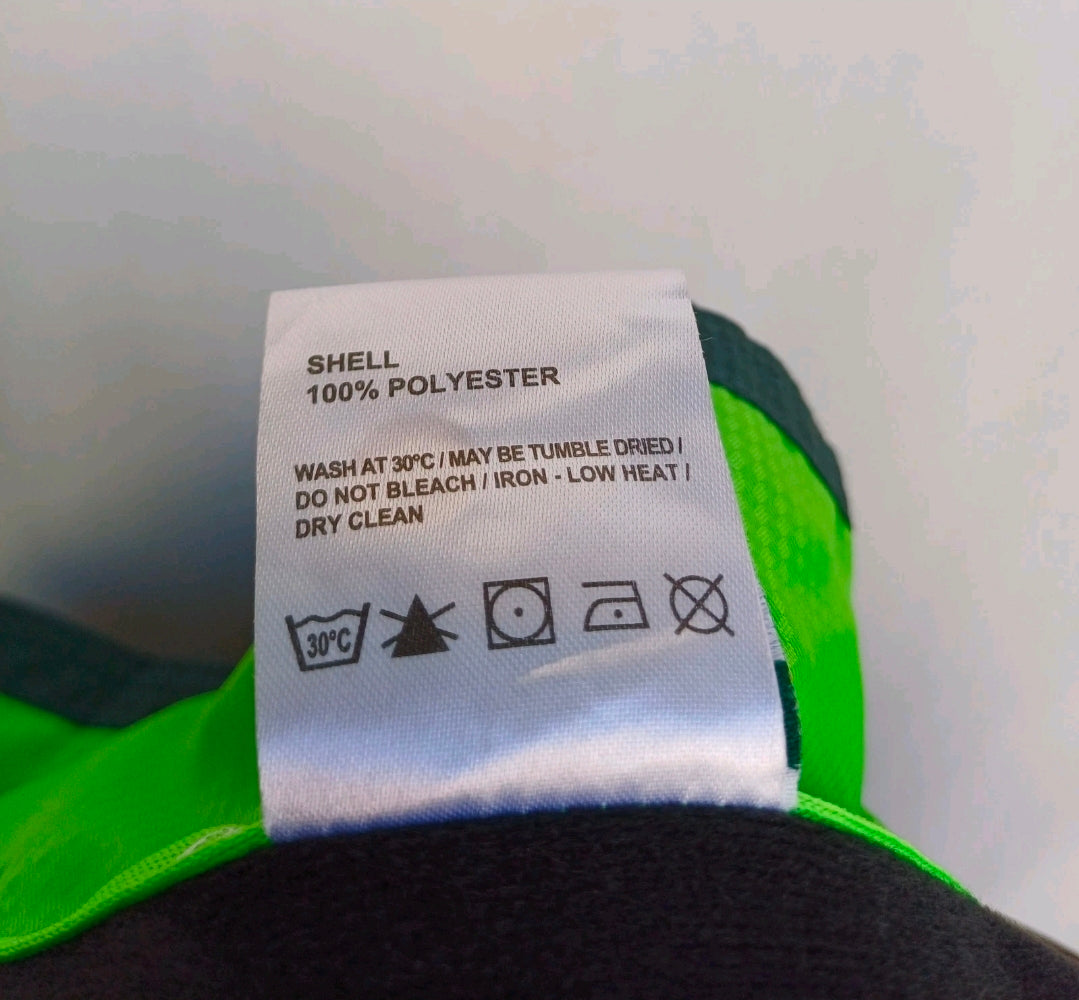 SHELL
100% POLYESTER
WASH AT 30°C / MAY BE TUMBLE DRIED /
DO NOT BLEACH / IRON - LOW HEAT /
DRY CLEAN
30°C